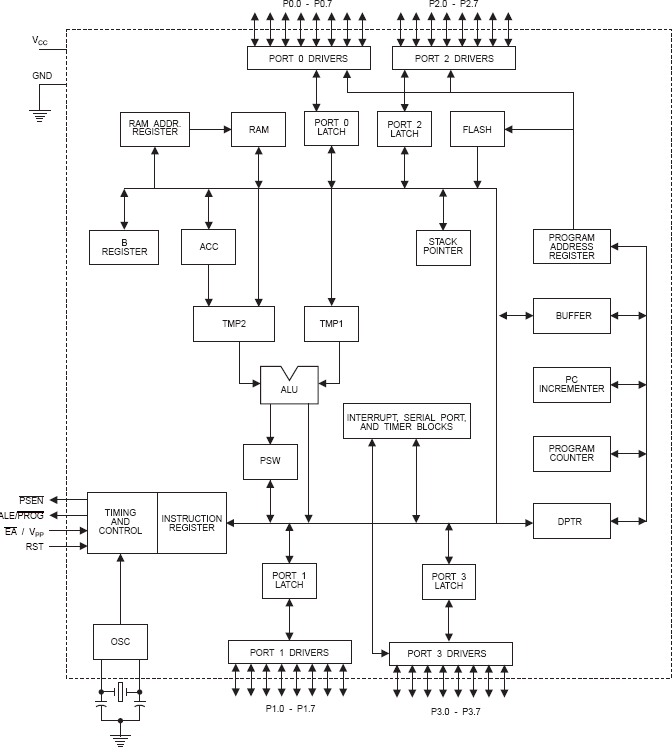 P0.0 - P0.7
P2.0 - P2.7
VCC
GND
PORT 0 DRIVERS
PORT 2 DRIVERS
RAM ADDR.
REGISTER
RAM
PORT 0
LATCH
PORT 2
LATCH
FLASH
B
REGISTER
ACC
STACK
POINTER
PROGRAM
ADDRESS
REGISTER
TMP2
TMP1
BUFFER
ALU
PC
INCREMENTER
INTERRUPT, SERIAL PORT,
AND TIMER BLOCKS
PSW
PROGRAM
COUNTER
PSEN
ALE/PROG
EA / VPP
RST
TIMING
AND
CONTROL
INSTRUCTION
REGISTER
DPTR
PORT 1
LATCH
PORT 3
LATCH
OSC
PORT 1 DRIVERS
PORT 3 DRIVERS
P1.0 - P1.7
P3.0 - P3.7